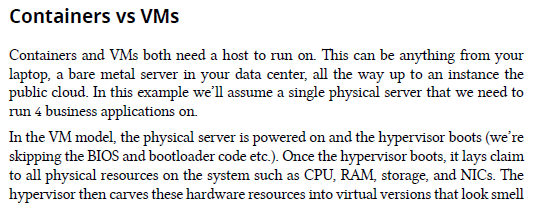 Containers vs VMs
Containers and VMs both need a host to run on. This can be anything from your
laptop, a bare metal server in your data center, all the way up to an instance the
public cloud. In this example we'll assume a single physical server that we need to
run 4 business applications on.
In the VM model, the physical server is powered on and the hypervisor boots (we're
skipping the BIOS and bootloader code etc.). Once the hypervisor boots, it lays claim
to all physical resources on the system such as CPU, RAM, storage, and NICs. The
hypervisor then carves these hardware resources into virtual versions that look smell